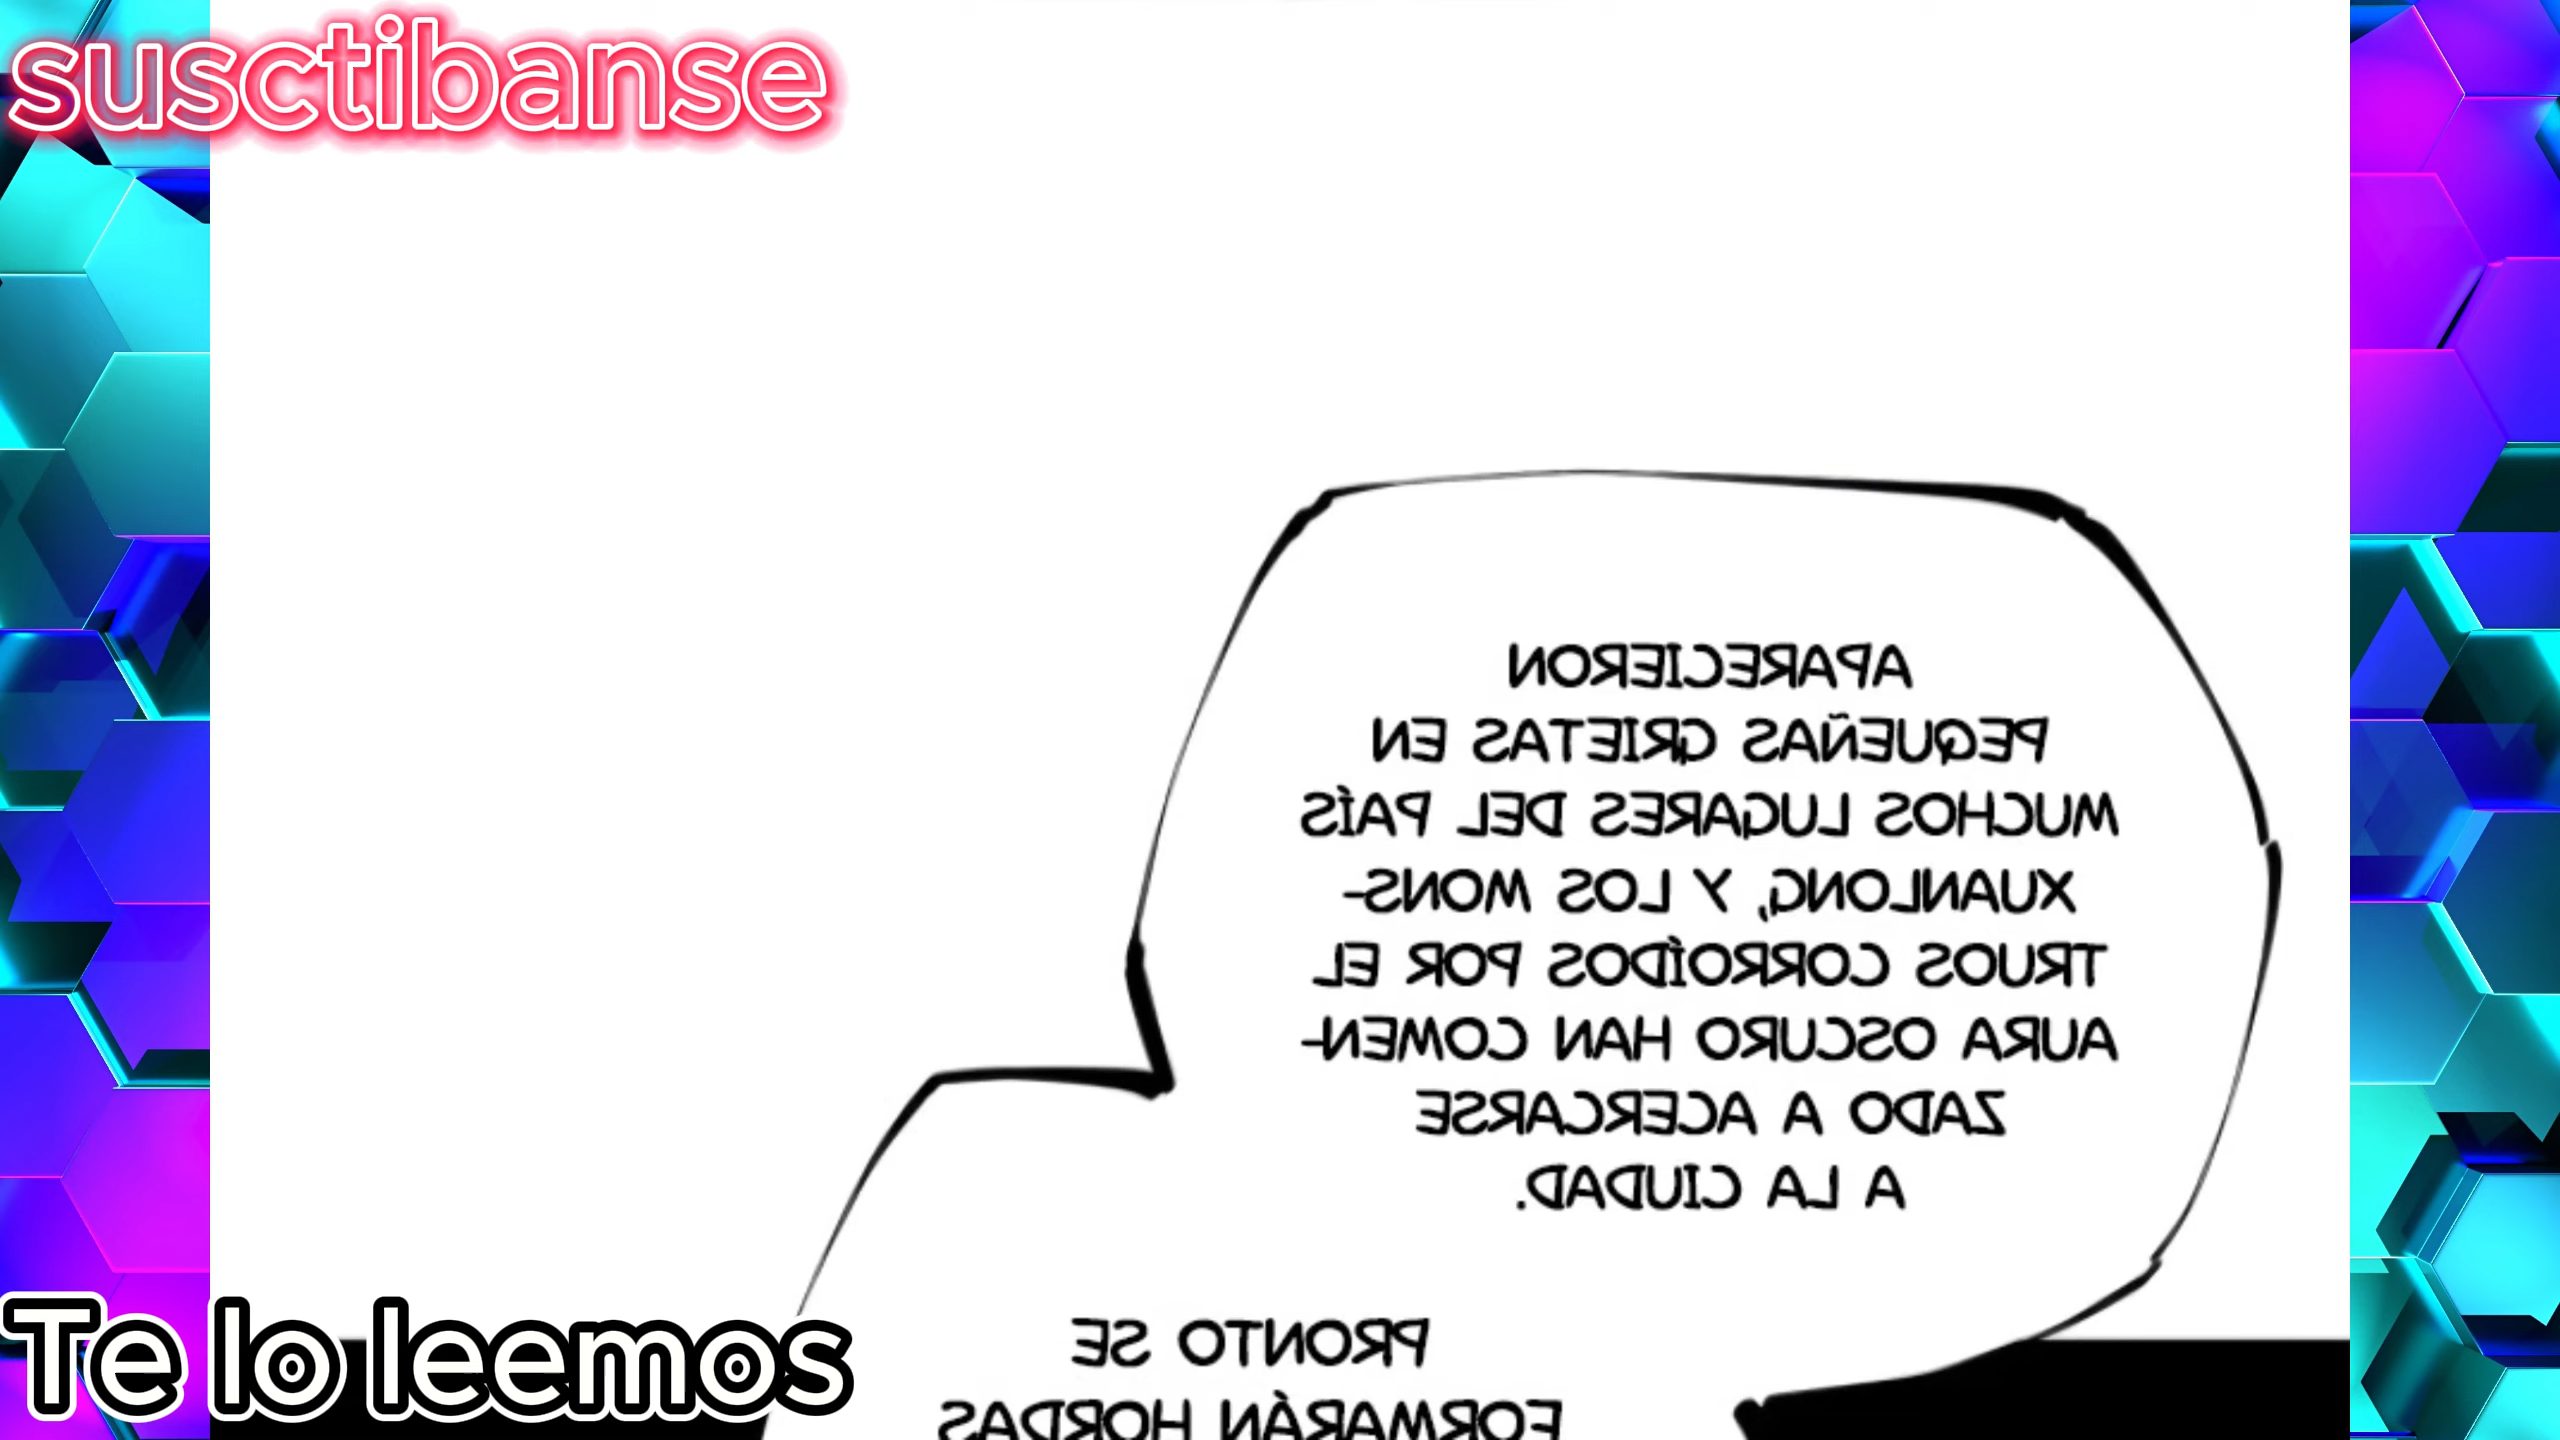 susctibanse
APARECIERON
PEQUEÑAS GRIETAS EN
MUCHOS LUGARES DEL PAÍS
XUANLONG, Y LOS MONS-
TRUOS CORROÍDOS POR EL
AURA OSCURO HAN COMEN-
ZADO A ACERCARSE
A LA CIUDAD.
PRONTO SE
FORMARÁN HORDAS
Te lo leemos